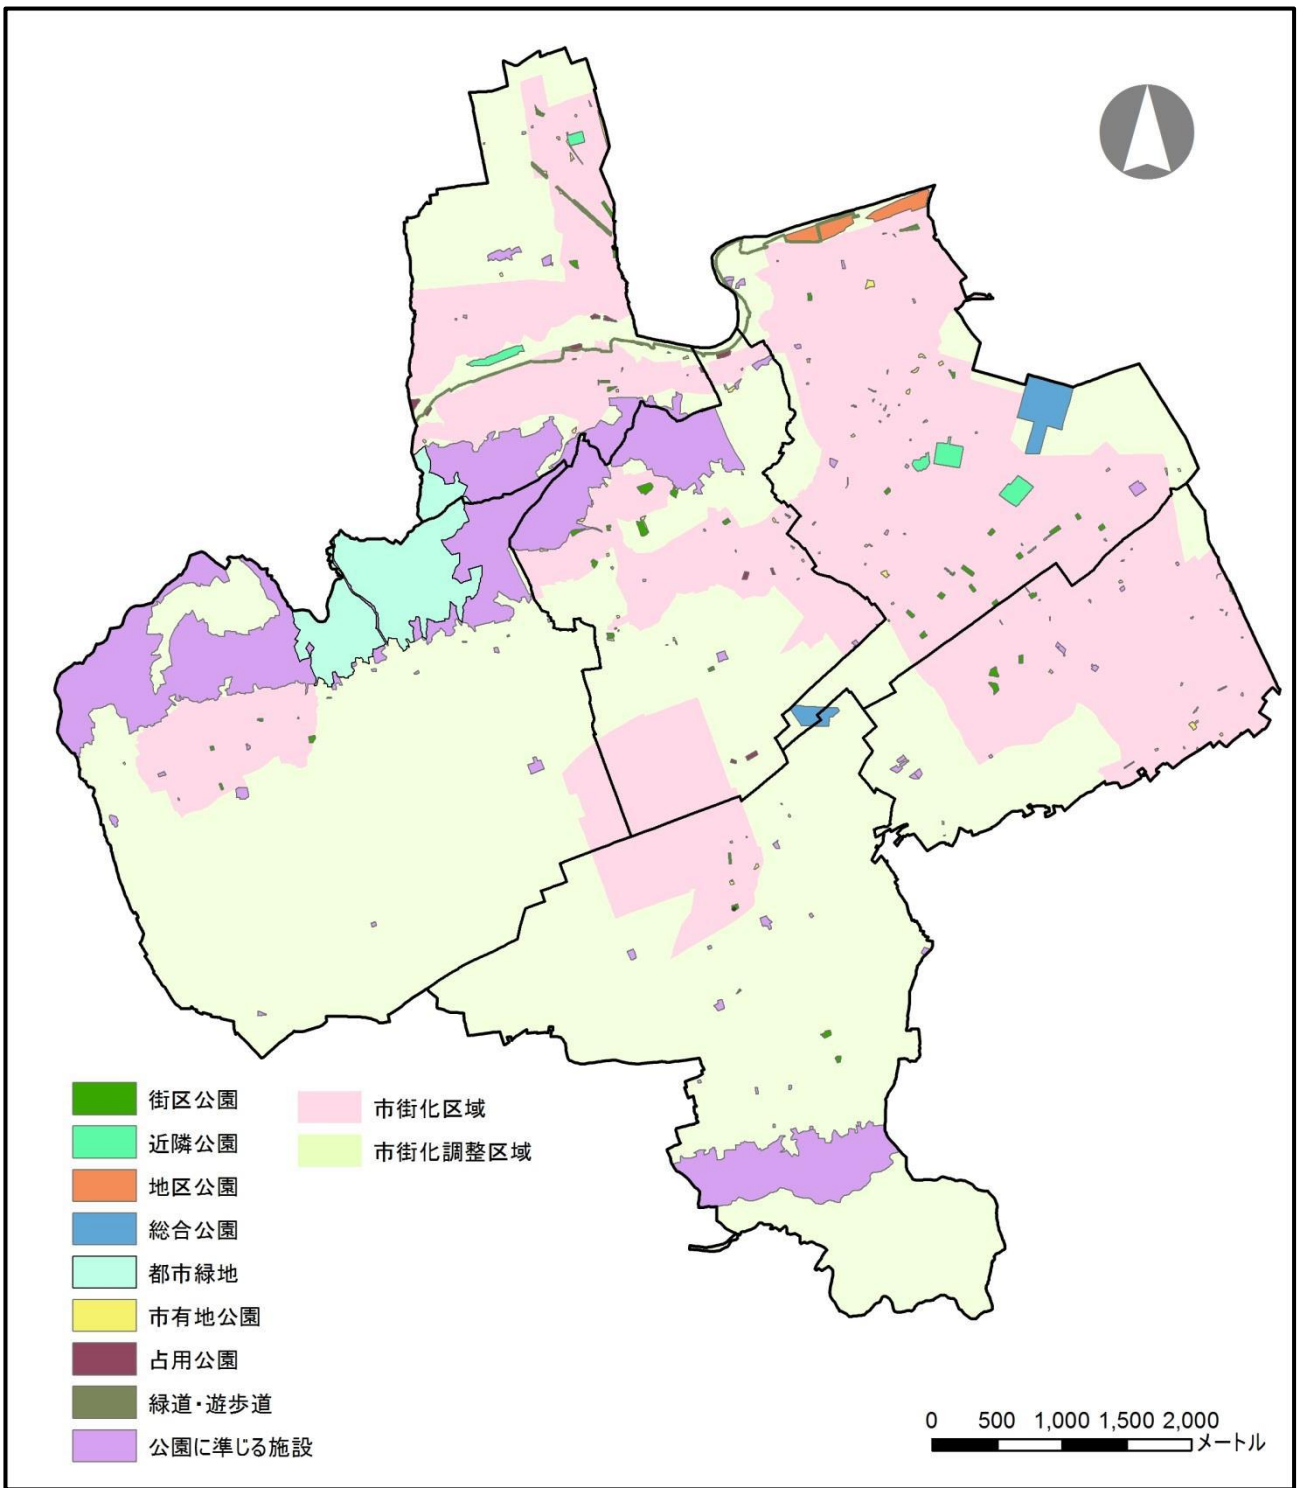 街区公園
近隣公園
地区公園
総合公園
都市緑地
市有地公園
占用公園
緑道・遊歩道
公園に準じる施設
市街化区域
市街化調整区域
0 500 1,000 1,500 2,000
メートル